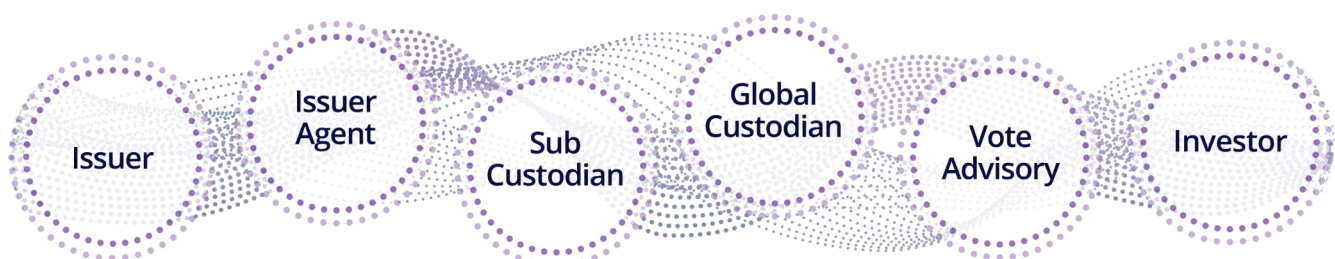 Issuer
Issuer
Agent
Sub
Custodian
Global
Custodian
Vote
Advisory
Investor